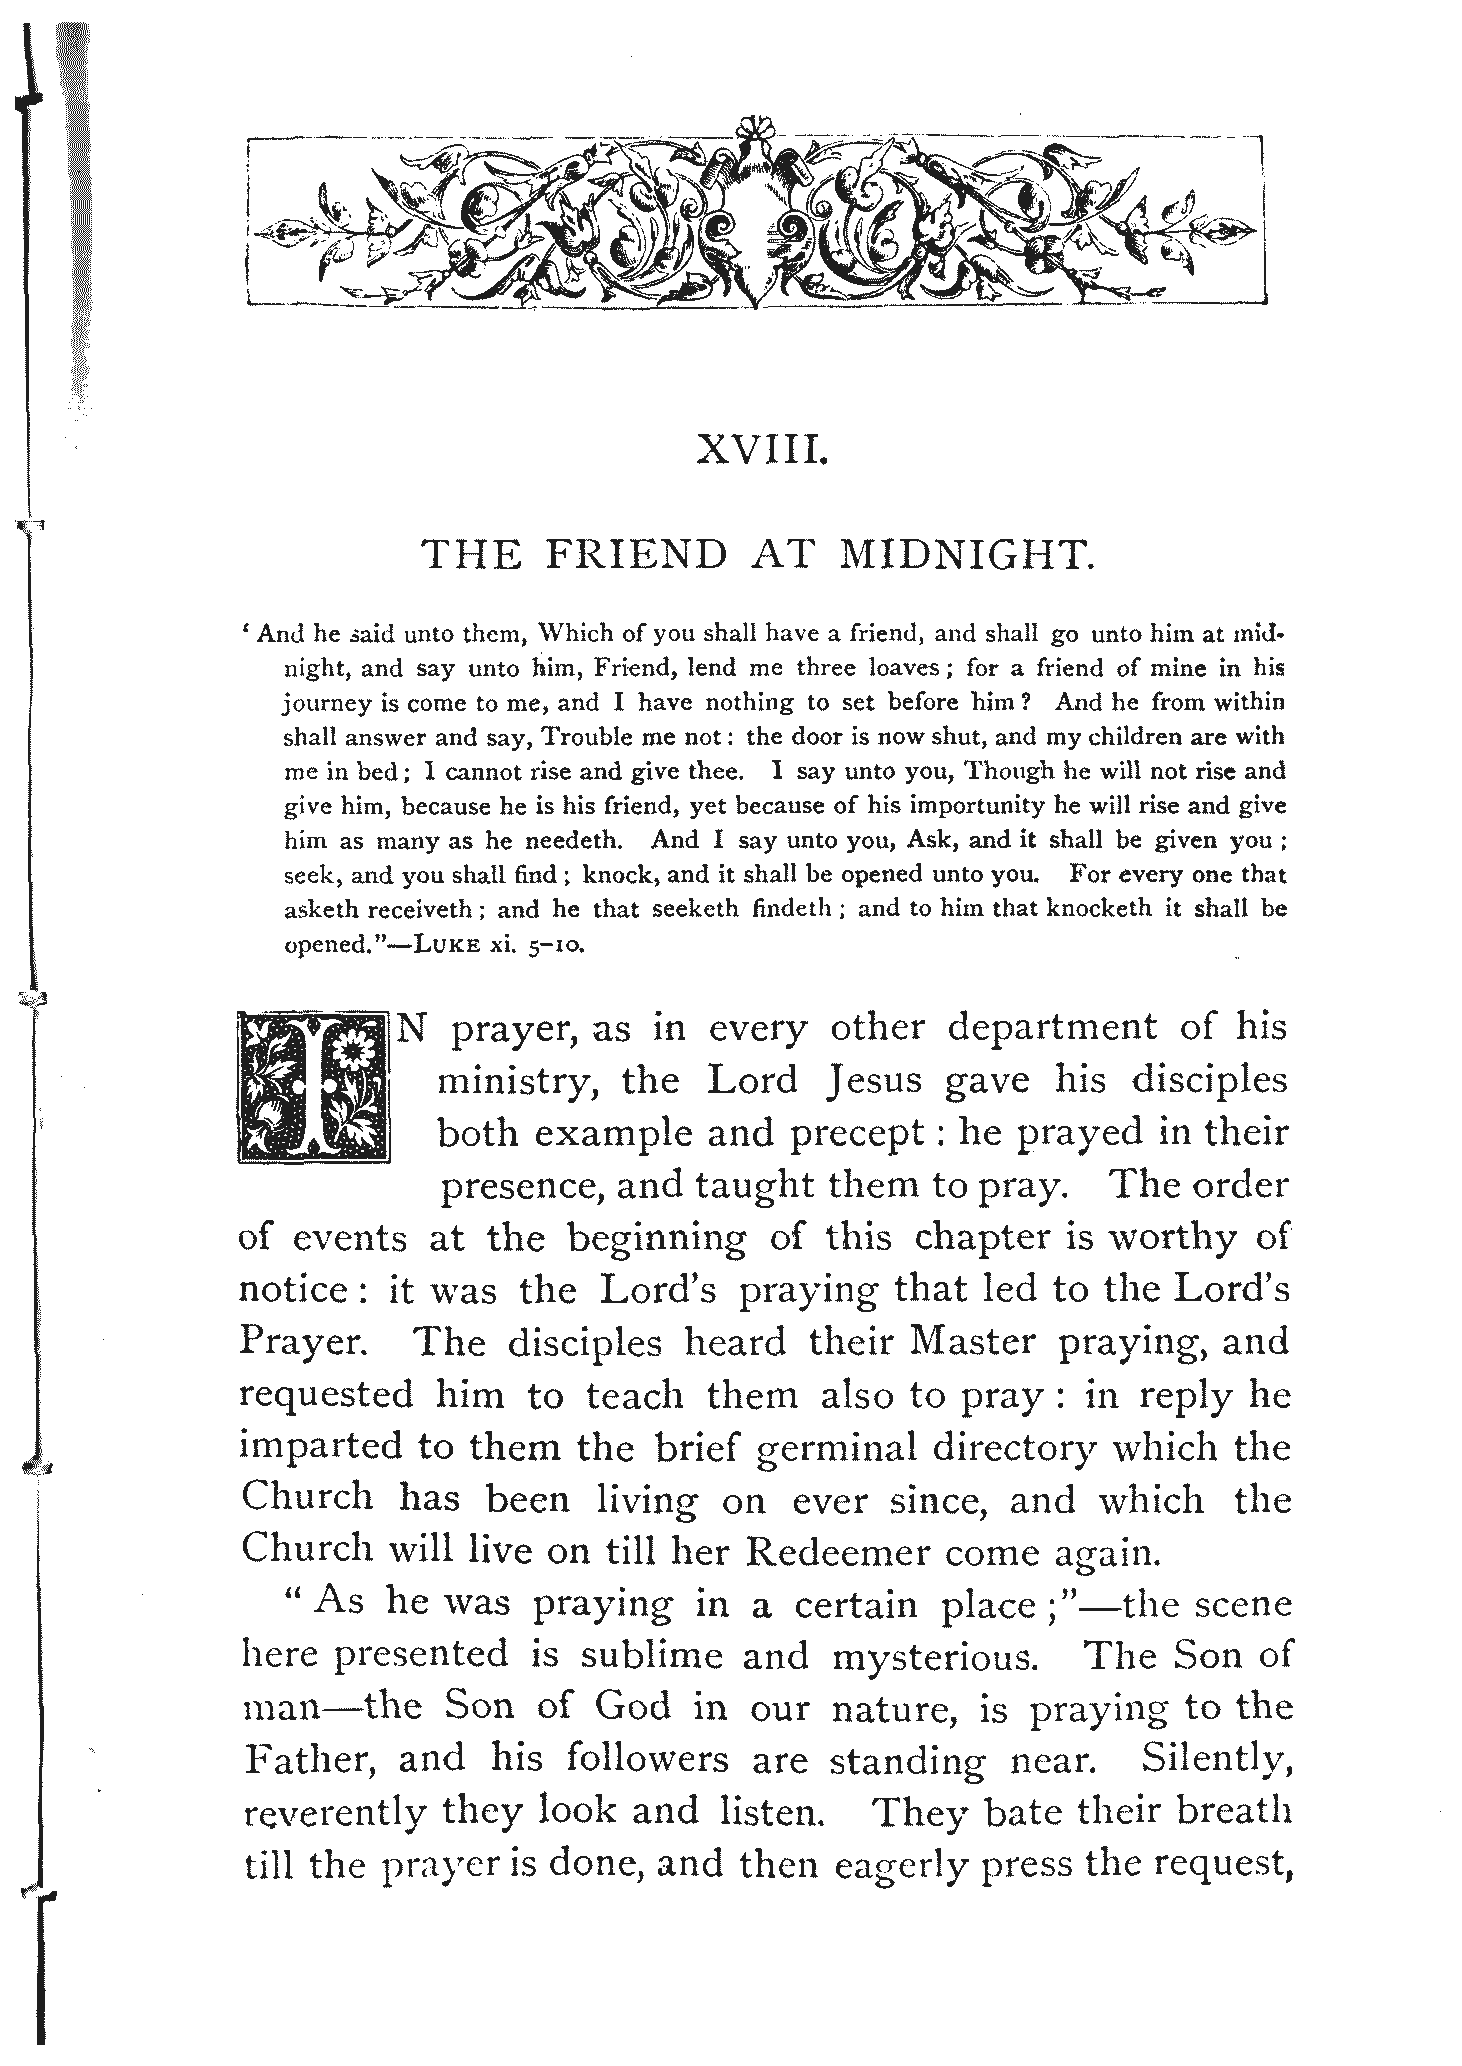 XVIII.
THE FRIEND AT MIDNIGHT.
‘ And he said unto them, Which of you shall have a friend, and shall go unto him at mid-
night, and say unto him, Friend, lend me three loaves ; for a friend of mine in his
journey is come to me, and I have nothing to set before him ? And he from within
shall answer and say, Trouble me not : the door is now shut, and my children are with
me in bed ; I cannot rise and give thee. I say unto you, Though he will not rise and
give him, because he is his friend, yet because of his importunity he will rise and give
him as many as he needeth. And I say unto you, Ask, and it shall be given you ;
seek, and you shall find ; knock, and it shall be opened unto you. For every one that
asketh receiveth ; and he that seeketh findeth ; and to him that knocketh it shall be
opened.”—LUKE xi. 5–10.
IN prayer, as in every other department of his
ministry, the Lord Jesus gave his disciples
both example and precept : he prayed in their
presence, and taught them to pray. The order
of events at the beginning of this chapter is worthy of
notice : it was the Lord’s praying that led to the Lord’s
Prayer. The disciples heard their Master praying, and
requested him to teach them also to pray : in reply he
imparted to them the brief germinal directory which the
Church has been living on ever since, and which the
Church will live on till her Redeemer come again.
“ As he was praying in a certain place ;”—the scene
here presented is sublime and mysterious. The Son of
man—the Son of God in our nature, is praying to the
Father, and his followers are standing near. Silently,
reverently they look and listen. They bate their breath
till the prayer is done, and then eagerly press the request,